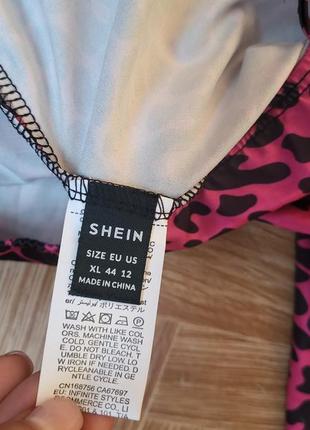 SHEIN
SIZE EU US
XL 44 12
MADE IN CHINA
ポリエステル
WASH WITH LIKE COL
ORS. MACHINE WASH
COLD. GENTLE CYCL
E. DO NOT BLEACH. T
UMBLE DRY LOW. LO
W IRON IF NEEDED. D
RYCLEANABLE IN GE
NTLE CYCLE.
CN168756 CA67897
EU: INFINITE STYLES
COMMERCE CO., LI